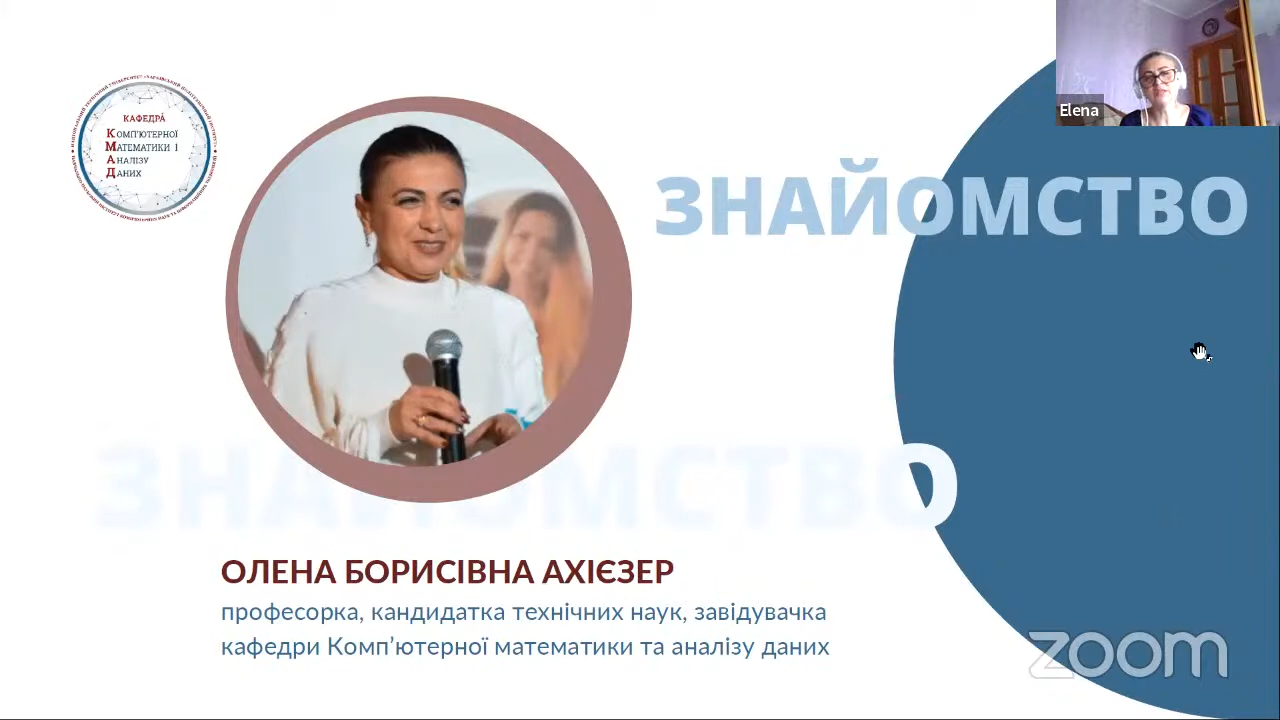 КАФЕДРА
КОМП'ЮТЕРНОЇ
МАТЕМАТИКИ І
АНАЛІЗУ
ДАНИХ
Elena
ЗНАЙОМСТВО
ЗНАЙОМСТВО
ОЛЕНА БОРИСІВНА АХІЄЗЕР
професорка, кандидатка технічних наук, завідувачка
кафедри Комп’ютерної математики та аналізу даних
zoom